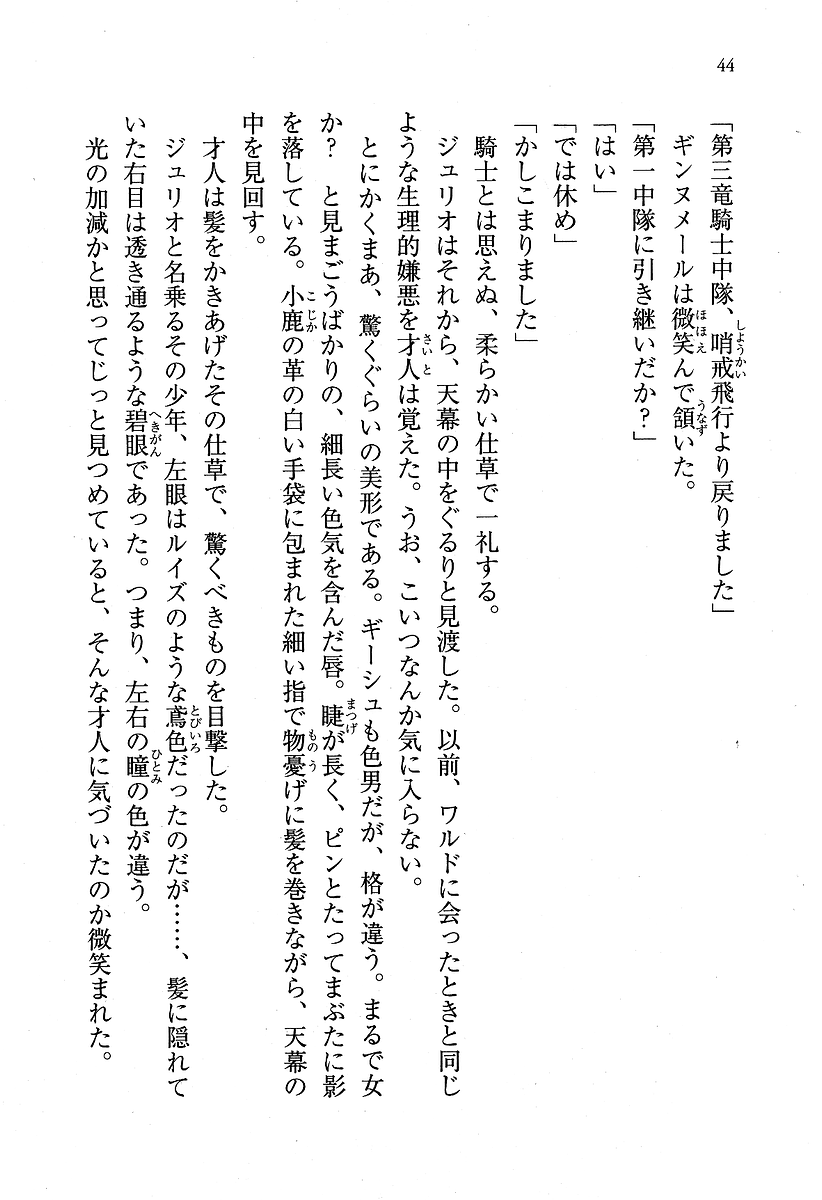 44
「第三竜騎士中隊、哨戒飛行より戻りました」
ギンヌメールは微笑んで頷いた。
「第一中隊に引き継いだか？」
「はい」
「では休め」
「かしこまりました」
騎士とは思えぬ、柔らかい仕草で一礼する。
ジュリオはそれから、天幕の中をぐるりと見渡した。以前、ワルドに会ったときと同じ
ような生理的嫌悪を才人は覚えた。うお、こいつなんか気に入らない。
とにかくまあ、驚くぐらいの美形である。ギーシュも色男だが、格が違う。まるで女
か？　と見まごうばかりの、細長い色気を含んだ唇。睫が長く、ピンとたってまぶたに影
を落している。小鹿の革の白い手袋に包まれた細い指で物憂げに髪を巻きながら、天幕の
中を見回す。
才人は髪をかきあげたその仕草で、驚くべきものを目撃した。
ジュリオと名乗るその少年、左眼はルイズのような鳶色だったのだが……、髪に隠れて
いた右目は透き通るような碧眼であった。つまり、左右の瞳の色が違う。
光の加減かと思ってじっと見つめていると、そんな才人に気づいたのか微笑まれた。